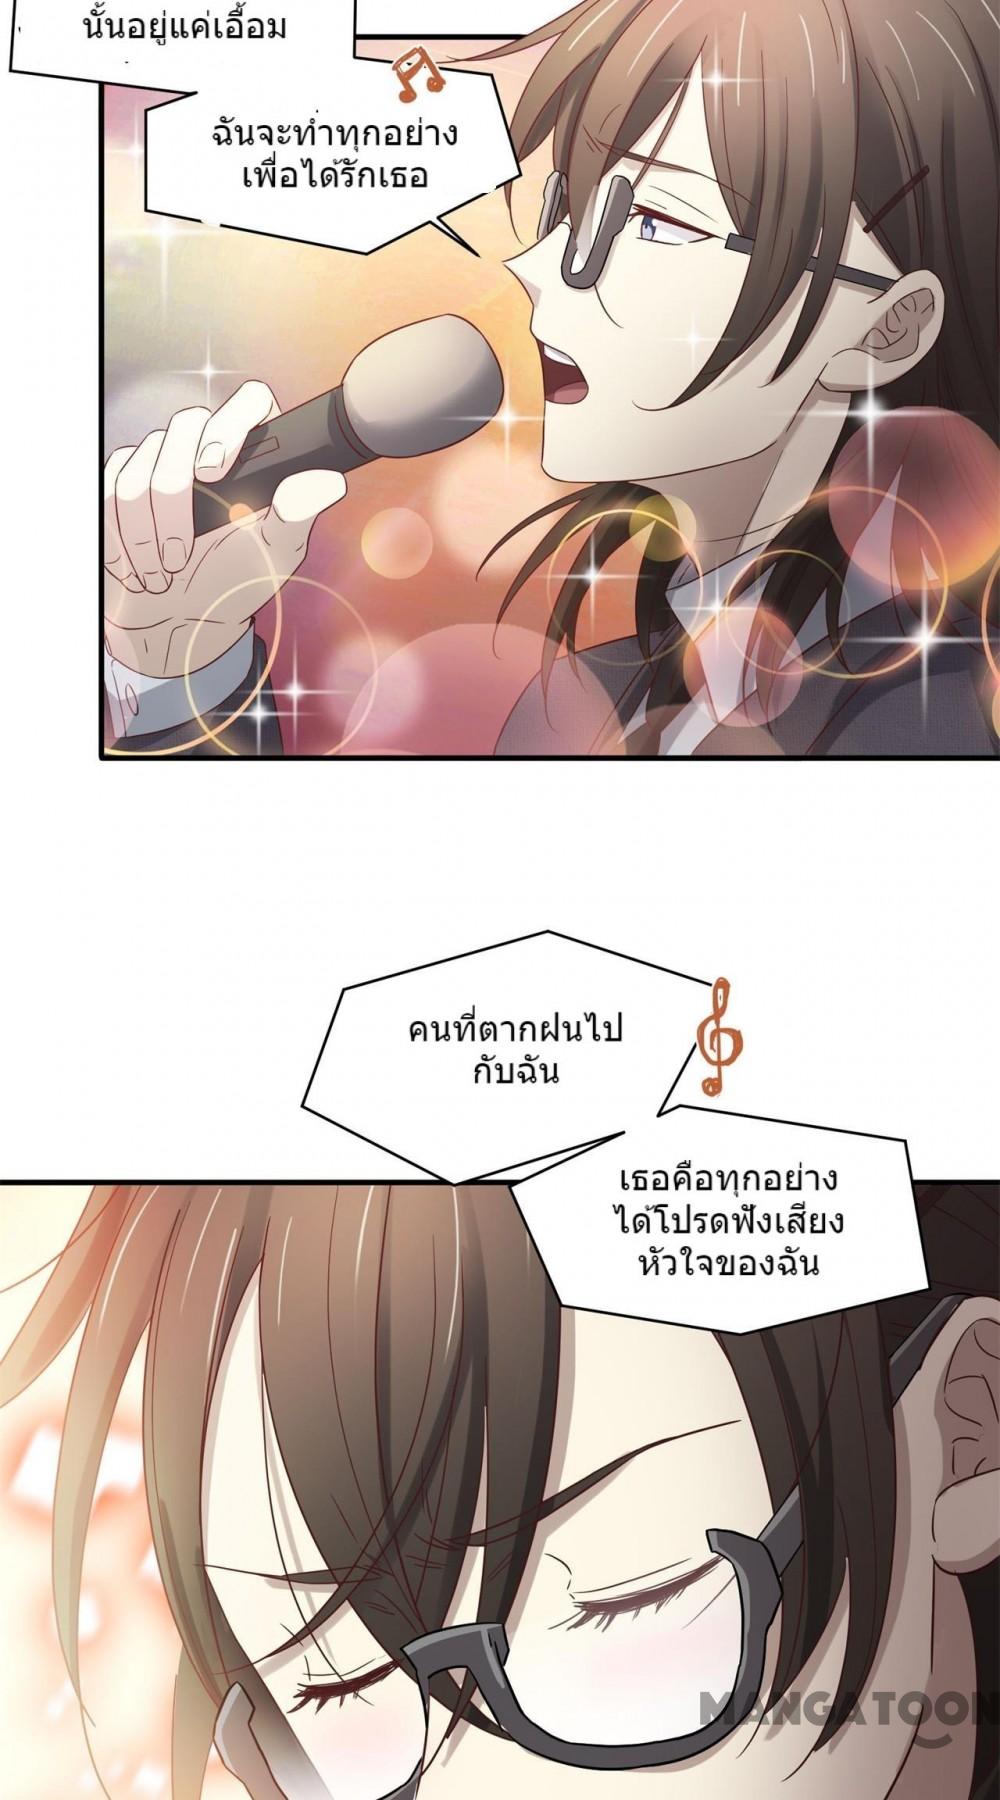 นั้นอยู่แค่เอื้อม
ฉันจะทำทุกอย่าง
เพื่อได้รักเธอ
คนที่ตากฝนไป
กับฉัน
เธอคือทุกอย่าง
ได้โปรดฟังเสียง
หัวใจของฉัน
MANGATOON